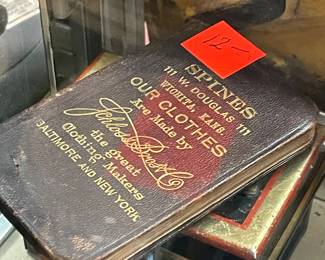 12-
SPINES
111 W. DOUGLAS 111
WICHITA, KANS.
OUR CLOTHES
Are Made by
Schloss Bros & Co
the great
Clothing Makers
BALTIMORE AND NEW YORK